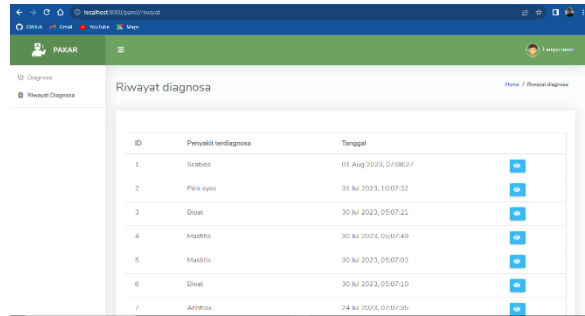 localhost:8080/panel/riwayat
GitHub Gmail YouTube Maps
PAKAR
Diagnosa
Riwayat Diagnosa
Riwayat diagnosa
Home / Riwayat diagnosa
ID Penyakit terdiagnosa Tanggal
1 Scabies 01 Aug 2023, 07:08:27
2 Pink eyes 31 Jul 2023, 10:07:32
3 Bloat 30 Jul 2023, 05:07:21
4 Mastitis 30 Jul 2023, 05:07:49
5 Mastitis 30 Jul 2023, 05:07:03
6 Bloat 30 Jul 2023, 05:07:10
7 Anthrax 24 Jul 2023, 02:07:35